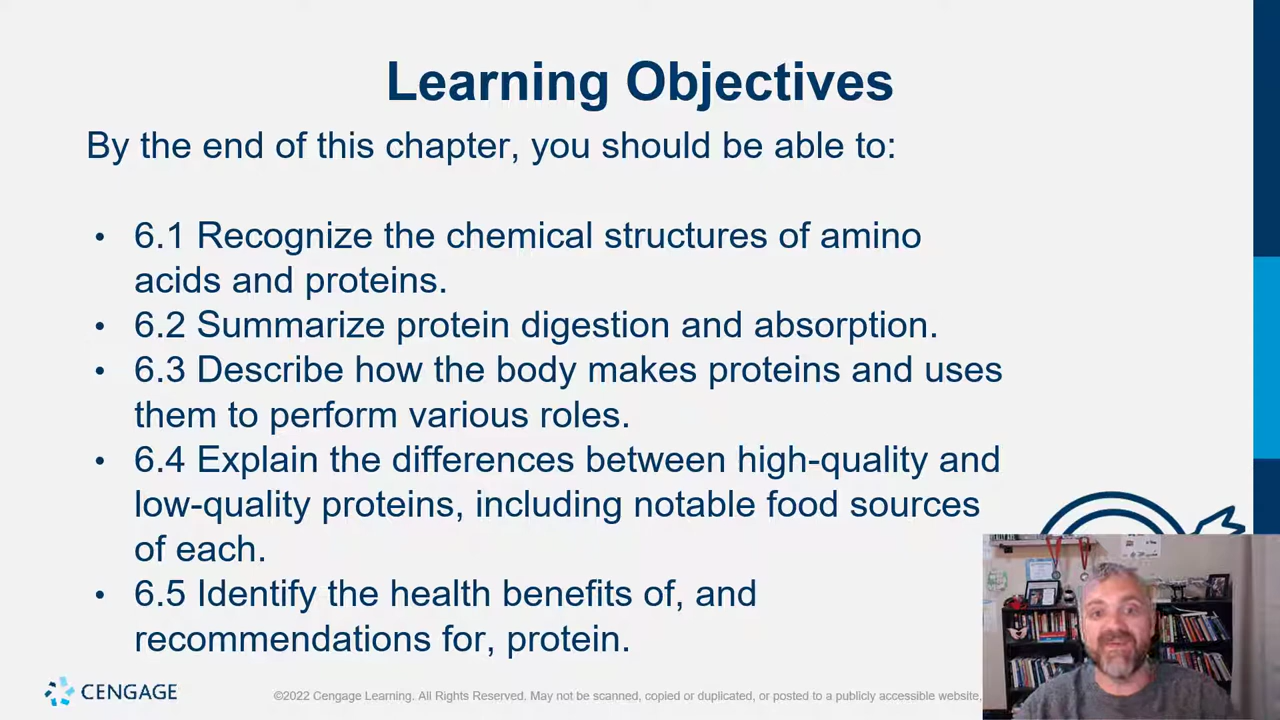 Learning Objectives
By the end of this chapter, you should be able to:
• 6.1 Recognize the chemical structures of amino
acids and proteins.
• 6.2 Summarize protein digestion and absorption.
• 6.3 Describe how the body makes proteins and uses
them to perform various roles.
• 6.4 Explain the differences between high-quality and
low-quality proteins, including notable food sources
of each.
• 6.5 Identify the health benefits of, and
recommendations for, protein.
CENGAGE
©2022 Cengage Learning. All Rights Reserved. May not be scanned, copied or duplicated, or posted to a publicly accessible website,